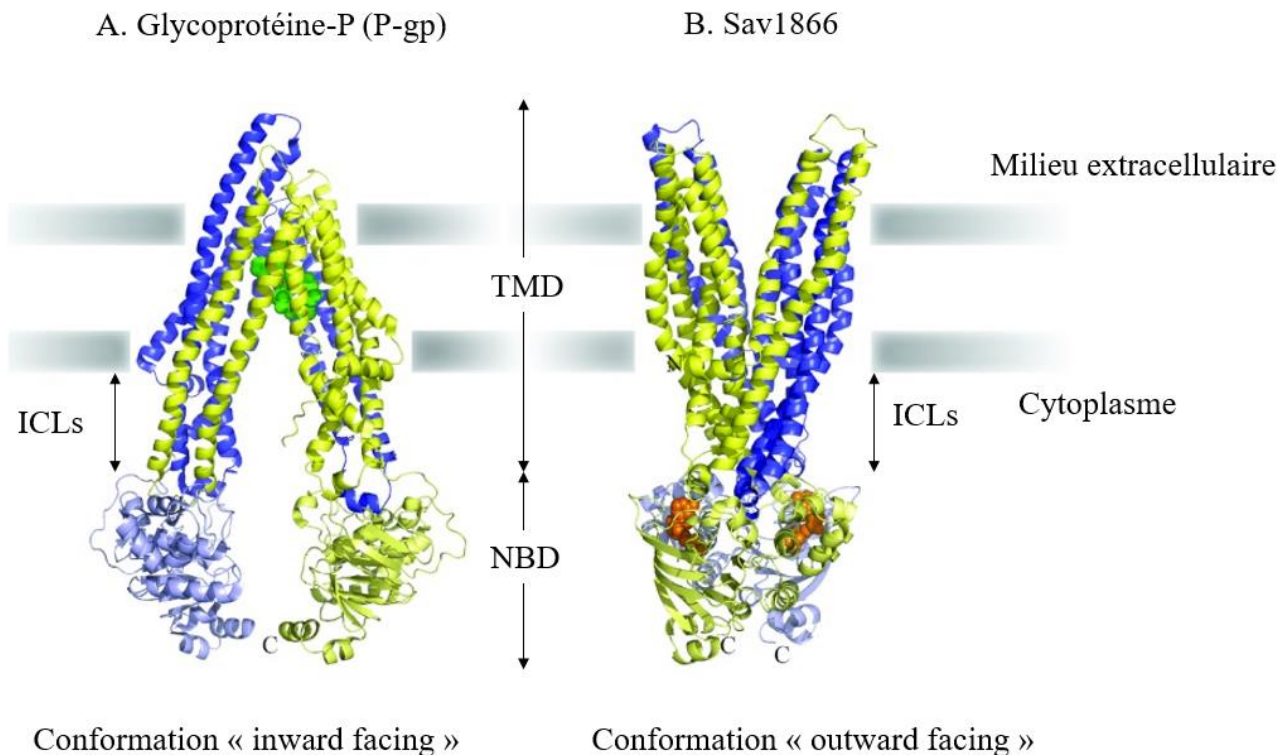 A. Glycoprotéine-P (P-gp)
B. Sav1866
Milieu extracellulaire
TMD
ICLs
ICLs
Cytoplasme
NBD
C
C
C
Conformation « inward facing »
Conformation « outward facing »